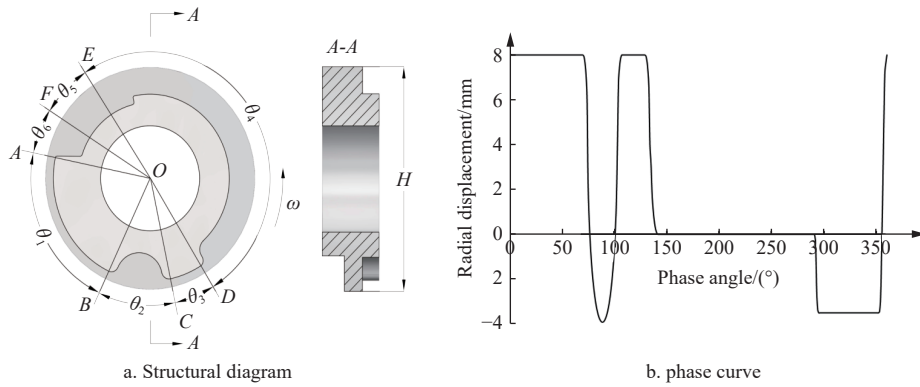 A
E
F
θ5
θ6
A
θ4
O
ω
θ1
B
θ2
C
θ3
D
A
A-A
H
a. Structural diagram
Radial displacement/mm
8
6
4
2
0
2
−4
0 50 100 150 200 250 300 350
Phase angle/(°)
b. phase curve